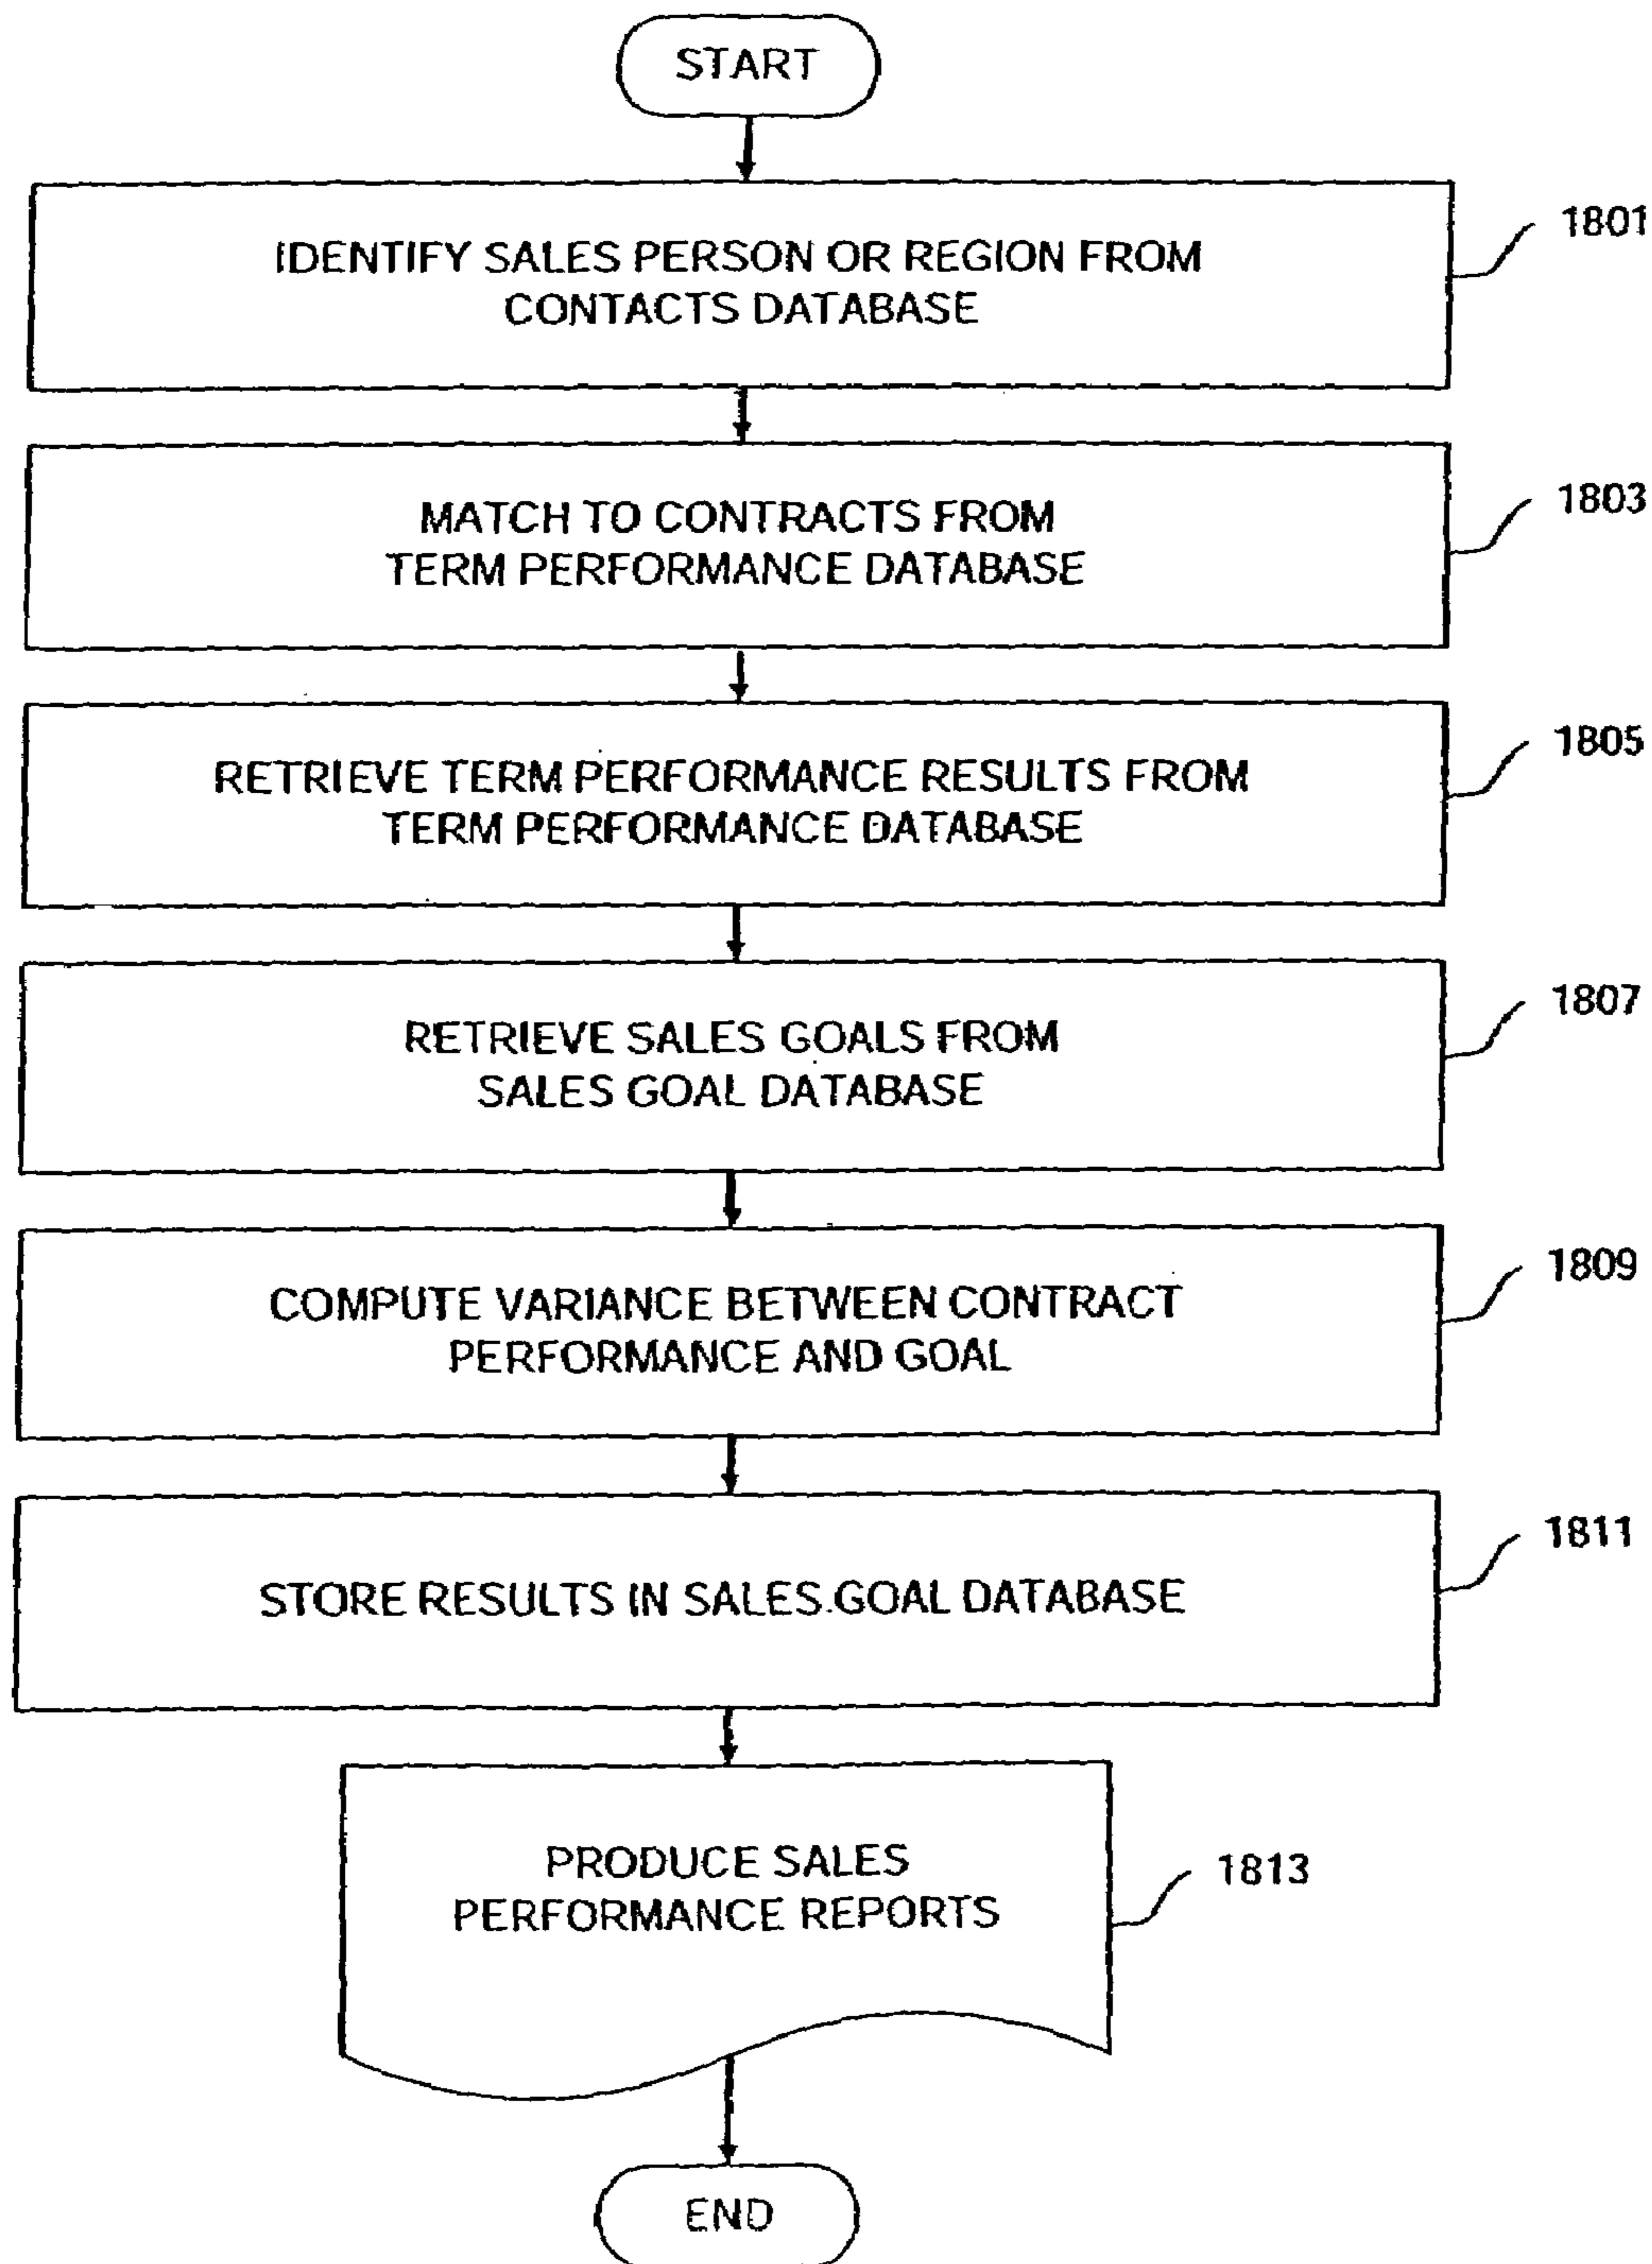 START
IDENTIFY SALES PERSON OR REGION FROM
CONTACTS DATABASE
1801
MATCH TO CONTRACTS FROM
TERM PERFORMANCE DATABASE
1803
RETRIEVE TERM PERFORMANCE RESULTS FROM
TERM PERFORMANCE DATABASE
1805
RETRIEVE SALES GOALS FROM
SALES GOAL DATABASE
1807
COMPUTE VARIANCE BETWEEN CONTRACT
PERFORMANCE AND GOAL
1809
STORE RESULTS IN SALES GOAL DATABASE
1811
PRODUCE SALES
PERFORMANCE REPORTS
1813
END